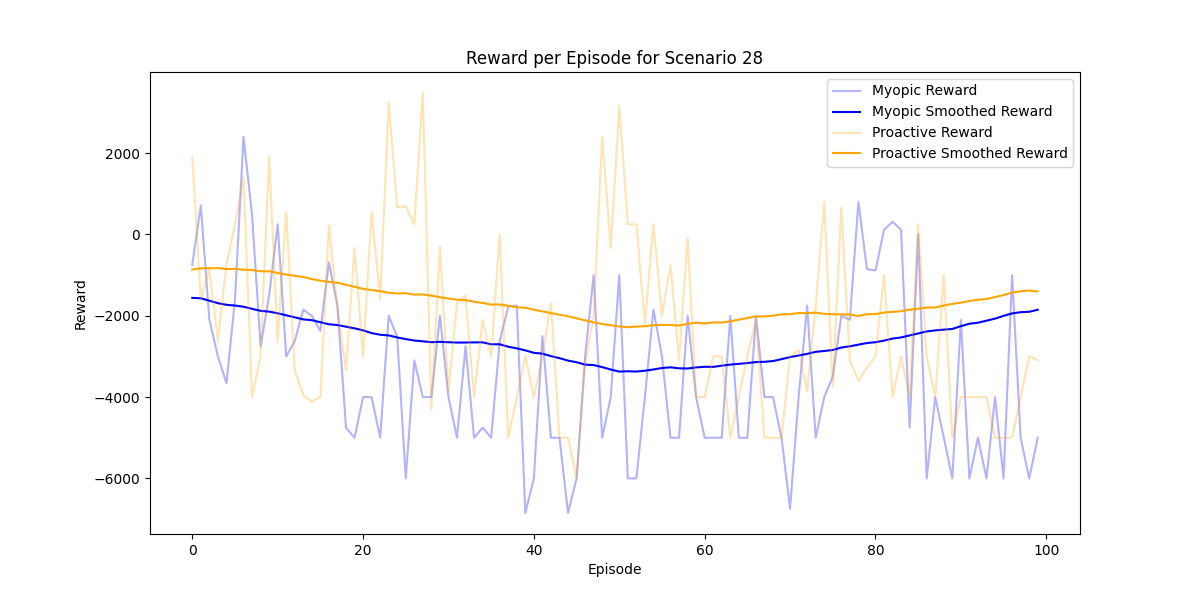 Reward per Episode for Scenario 28
Myopic Reward
Myopic Smoothed Reward
Proactive Reward
Proactive Smoothed Reward
Reward
2000
0
−2000
−4000
−6000
0 20 40 60 80 100
Episode